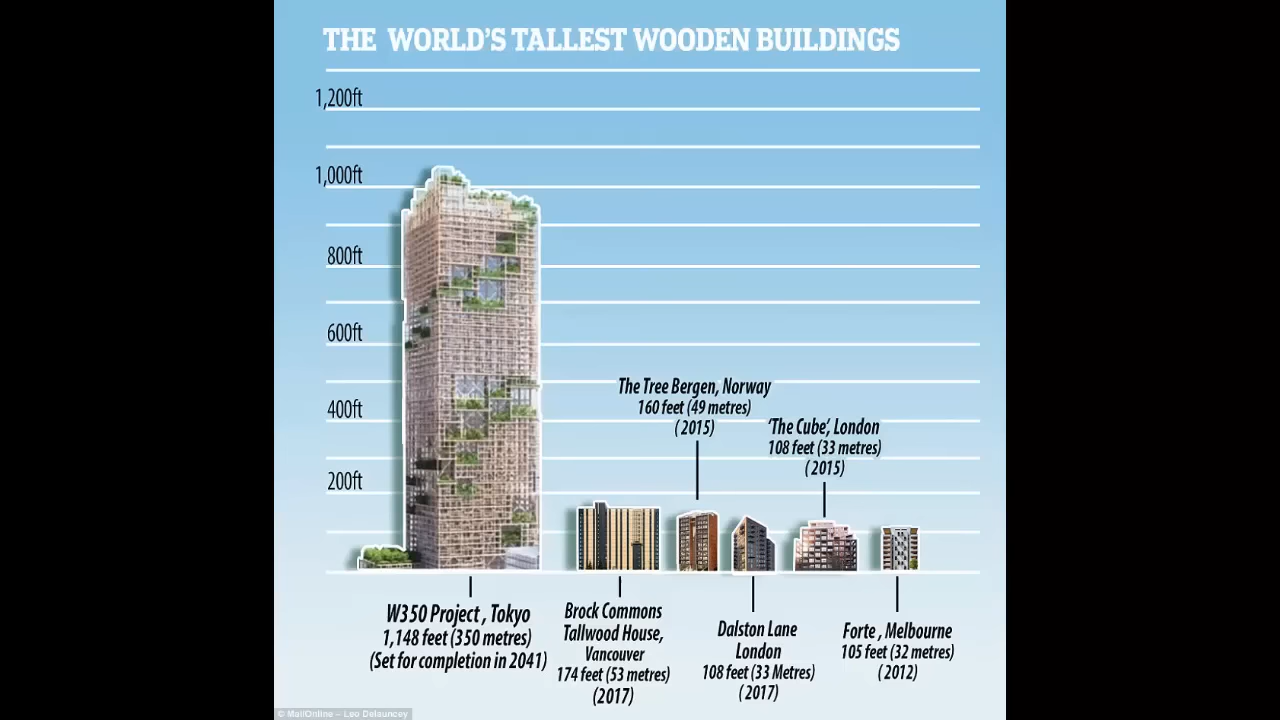 THE WORLD'S TALLEST WOODEN BUILDINGS
1,200ft
1,000ft
800ft
600ft
400ft
200ft
The Tree Bergen, Norway
160 feet (49 metres)
(2015)
'The Cube', London
108 feet (33 metres)
(2015)
W350 Project , Tokyo
1,148 feet (350 metres)
(Set for completion in 2041)
Brock Commons
Tallwood House,
Vancouver
174 feet (53 metres)
(2017)
Dalston Lane
London
108 feet (33 Metres)
(2017)
Forte , Melbourne
105 feet (32 metres)
(2012)
© MailOnline – Leo Delauncey